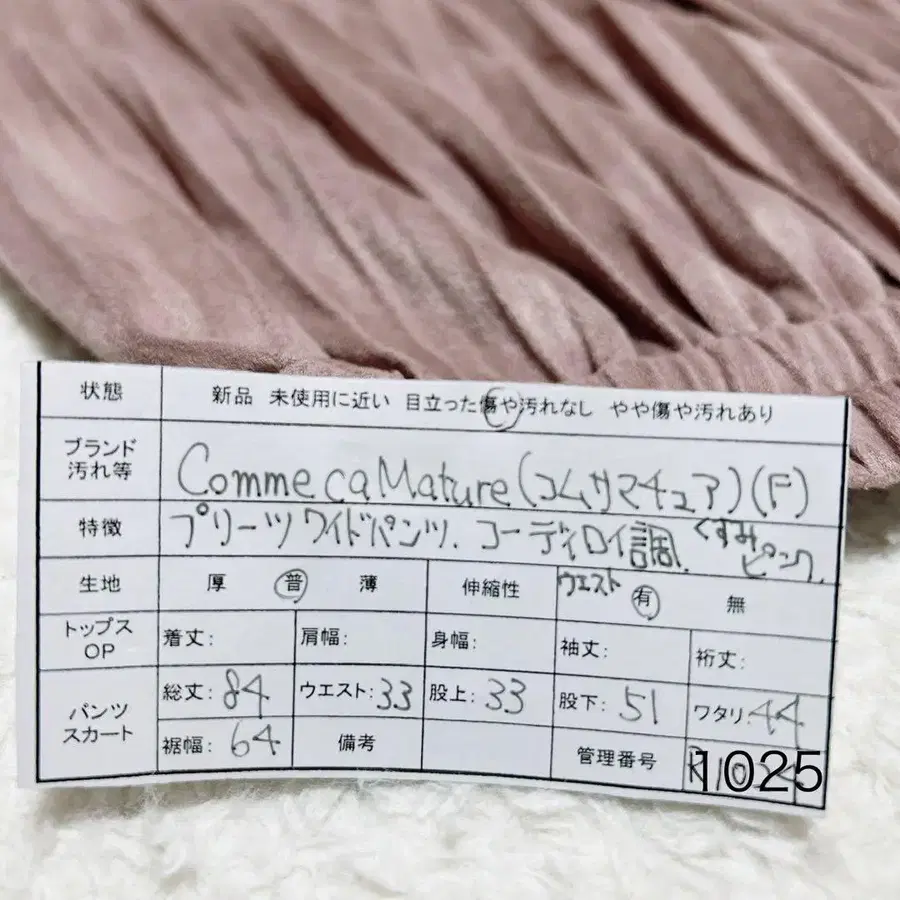 状態 新品 未使用に近い 目立った傷や汚れなし やや傷や汚れあり
ブランド
汚れ等
Comme ca Mature(コムサマチュア)(F)
特徴 プリーツワイドパンツ. コーディロイ調. くすみ
ピンク.
生地 厚 普 薄 伸縮性 ウエスト 有 無
トップス
OP
着丈: 肩幅: 身幅: 袖丈: 裄丈:
パンツ
スカート
総丈: 84 ウエスト: 33 股上: 33 股下: 51 ワタリ: 44
裾幅: 64 備考 管理番号
1025